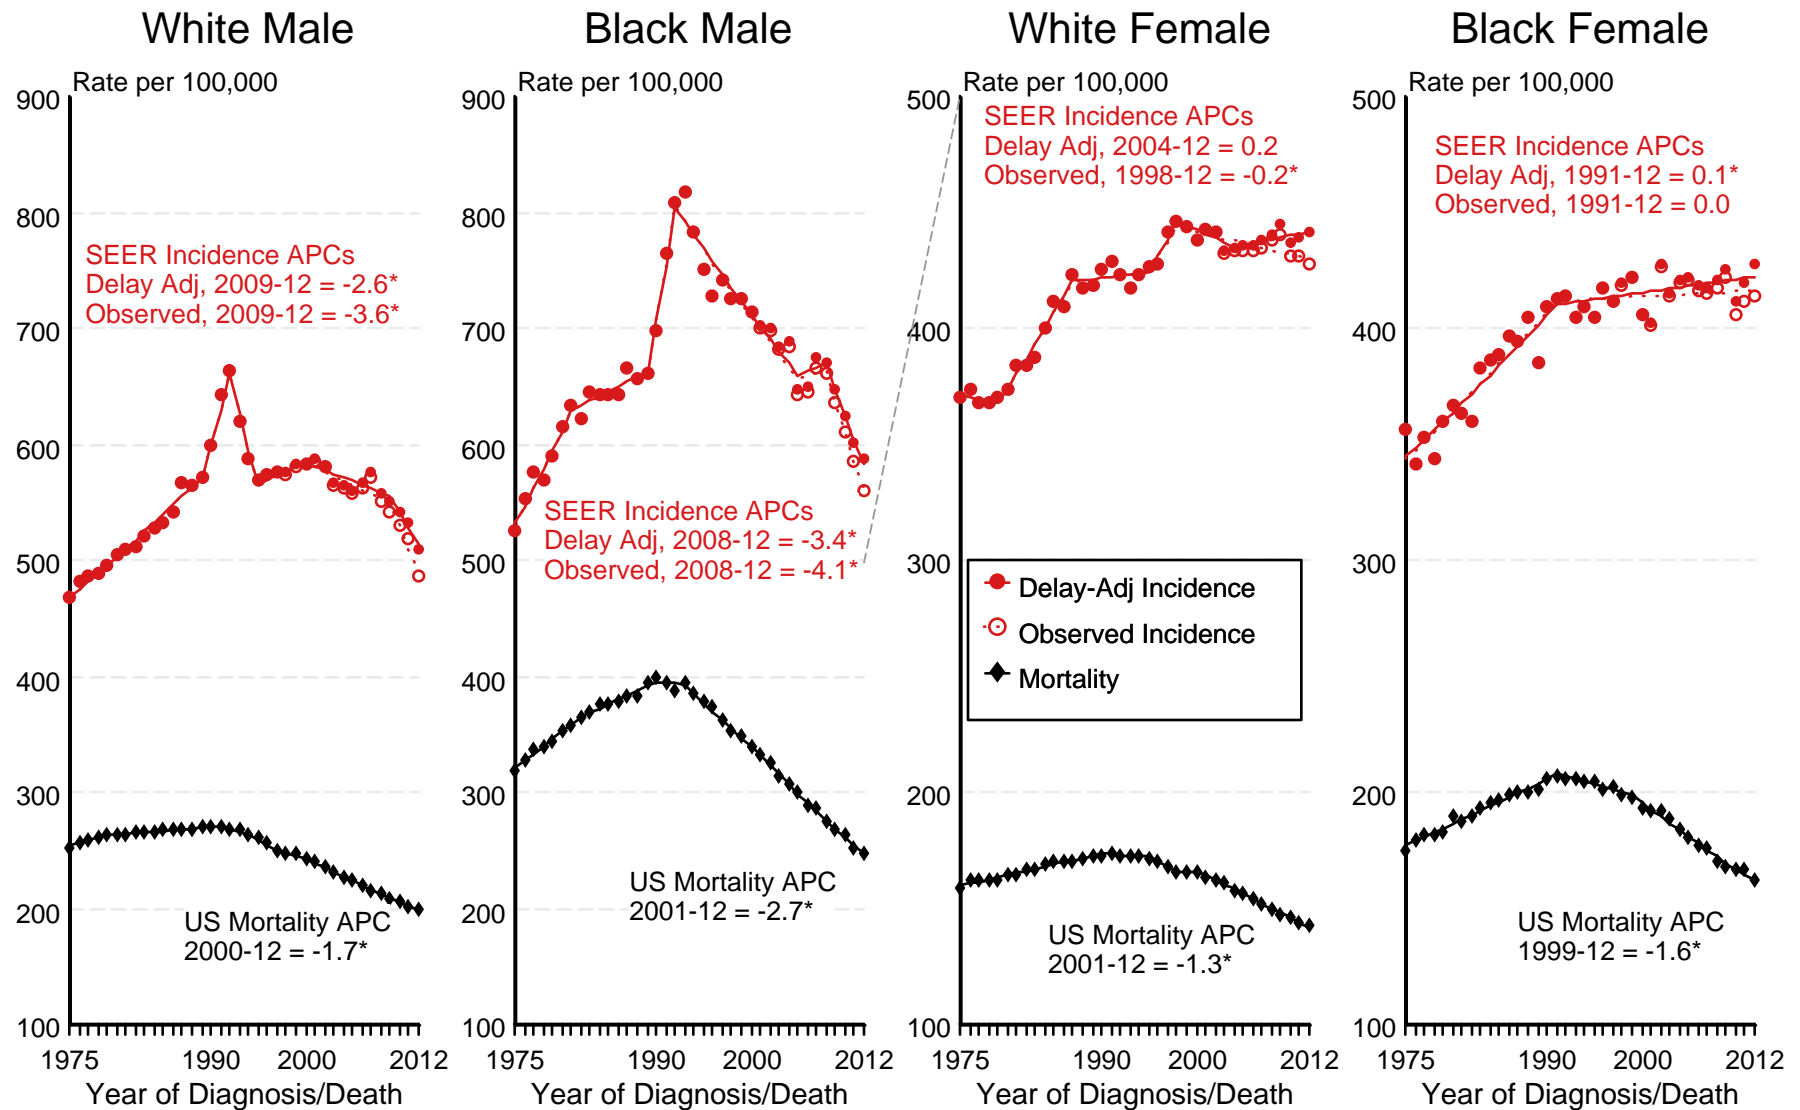 White Male
Rate per 100,000
900
800
700
600
500
400
300
200
100
SEER Incidence APCs
Delay Adj, 2009-12 = -2.6*
Observed, 2009-12 = -3.6*
US Mortality APC
2000-12 = -1.7*
1975 1990 2000 2012
Year of Diagnosis/Death
Black Male
Rate per 100,000
900
800
700
600
500
400
300
200
100
SEER Incidence APCs
Delay Adj, 2008-12 = -3.4*
Observed, 2008-12 = -4.1*
US Mortality APC
2001-12 = -2.7*
1975 1990 2000 2012
Year of Diagnosis/Death
White Female
Rate per 100,000
500
400
300
200
100
SEER Incidence APCs
Delay Adj, 2004-12 = 0.2
Observed, 1998-12 = -0.2*
Delay-Adj Incidence
Observed Incidence
Mortality
US Mortality APC
2001-12 = -1.3*
1975 1990 2000 2012
Year of Diagnosis/Death
Black Female
Rate per 100,000
500
400
300
200
100
SEER Incidence APCs
Delay Adj, 1991-12 = 0.1*
Observed, 1991-12 = 0.0
US Mortality APC
1999-12 = -1.6*
1975 1990 2000 2012
Year of Diagnosis/Death